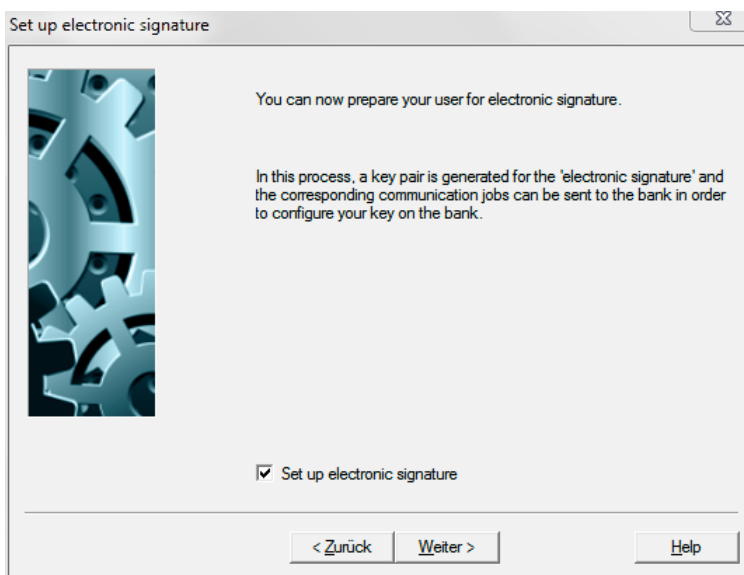 Set up electronic signature
You can now prepare your user for electronic signature.
In this process, a key pair is generated for the 'electronic signature' and
the corresponding communication jobs can be sent to the bank in order
to configure your key on the bank.
Set up electronic signature
< Zurück
Weiter >
Help